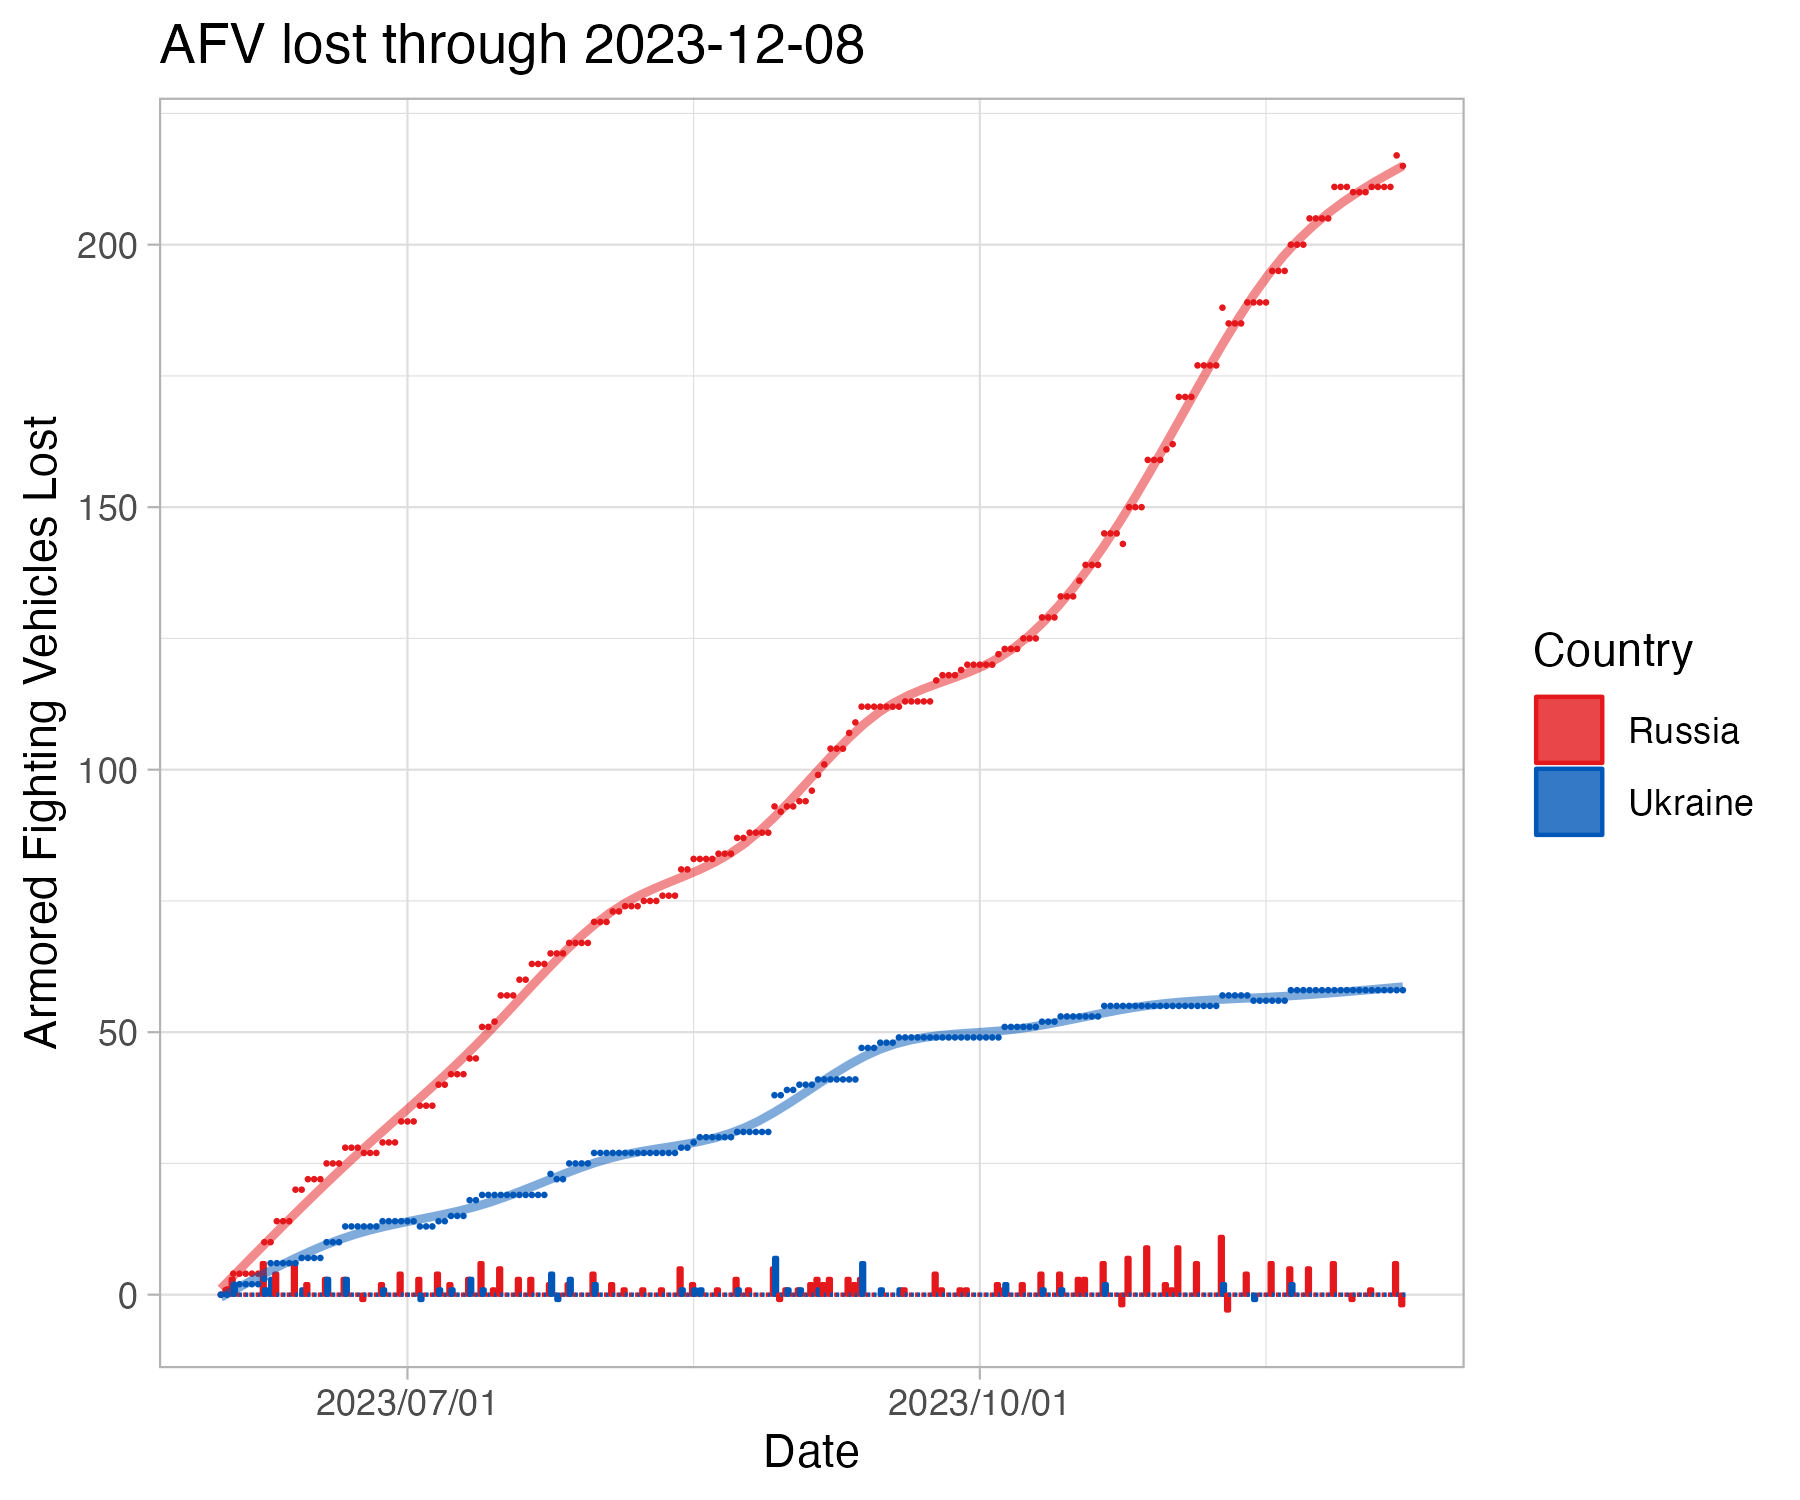 AFV lost through 2023-12-08
Armored Fighting Vehicles Lost
200
150
100
50
0
2023/07/01
2023/10/01
Date
Country
Russia
Ukraine